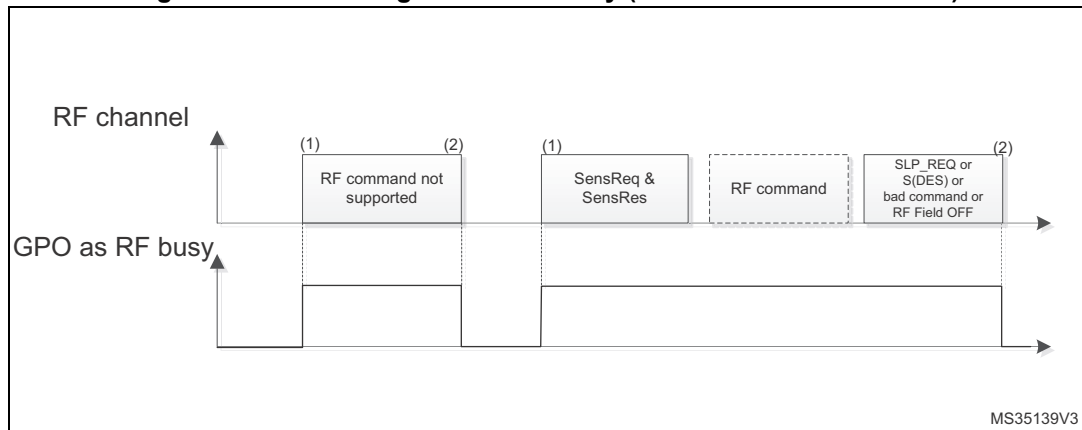 RF channel
(1)
(2)
(1)
(2)
RF command not
supported
SensReq &
SensRes
RF command
SLP_REQ or
S(DES) or
bad command or
RF Field OFF
GPO as RF busy
MS35139V3